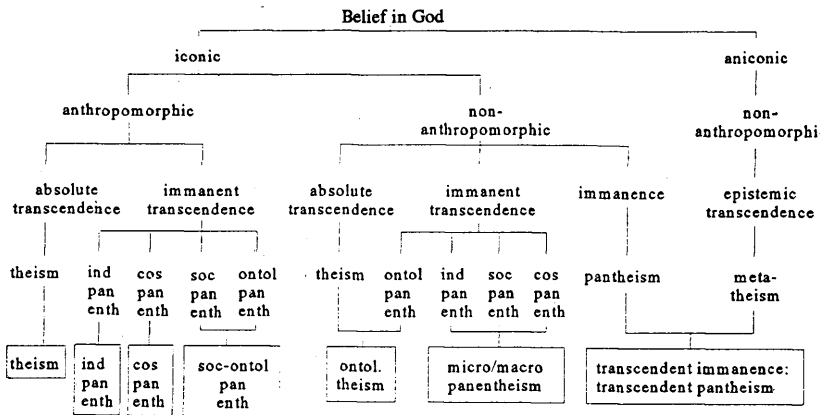 Belief in God
iconic aniconic
anthropomorphic non- non-
anthropomorphic anthropomorphi
absolute immanent absolute immanent immanence epistemic
transcendence transcendence transcendence transcendence transcendence
theism ind cos soc ontol theism ontol ind soc cos pantheism meta-
pan pan pan pan pan pan pan pan theism
enth enth enth enth enth enth enth enth
theism ind cos soc-ontol ontol. micro/macro transcendent immanence:
pan pan pan theism panentheism transcendent pantheism
enth enth enth